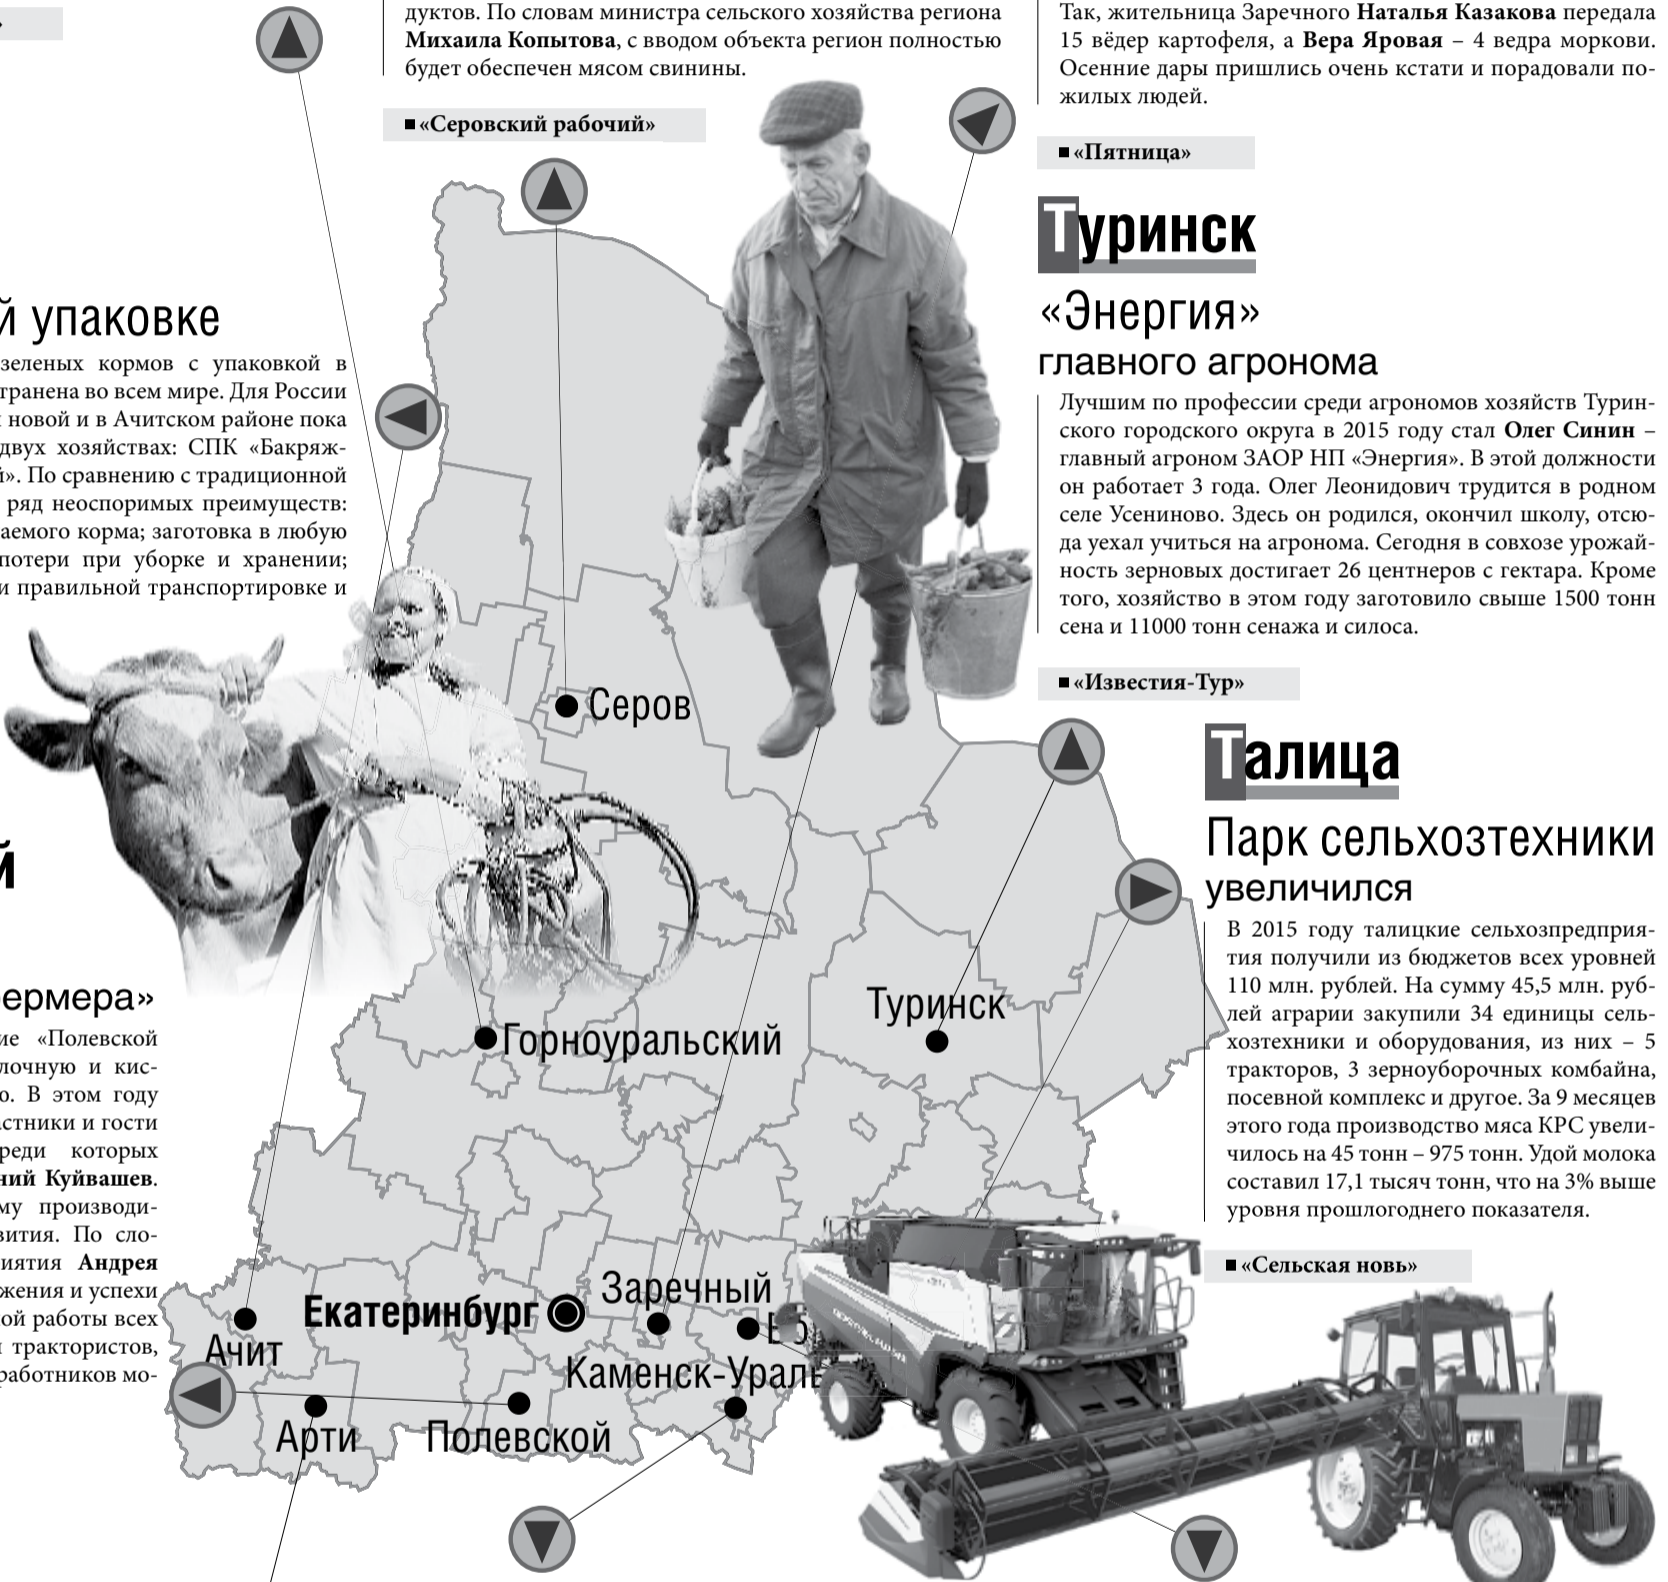 дуктов. По словам министра сельского хозяйства региона
Михаила Копытова, с вводом объекта регион полностью
будет обеспечен мясом свинины.
«Серовский рабочий»
Так, жительница Заречного Наталья Казакова передала
15 вёдер картофеля, а Вера Яровая – 4 ведра моркови.
Осенние дары пришлись очень кстати и порадовали по-
жилых людей.
«Пятница»
Туринск
«Энергия»
главного агронома
Лучшим по профессии среди агрономов хозяйств Турин-
ского городского округа в 2015 году стал Олег Синин –
главный агроном ЗАОР НП «Энергия». В этой должности
он работает 3 года. Олег Леонидович трудится в родном
селе Усениново. Здесь он родился, окончил школу, отсю-
да уехал учиться на агронома. Сегодня в совхозе урожай-
ность зерновых достигает 26 центнеров с гектара. Кроме
того, хозяйство в этом году заготовило свыше 1500 тонн
сена и 11000 тонн сенажа и силоса.
«Известия-Тур»
Талица
Парк сельхозтехники
увеличился
В 2015 году талицкие сельхозпредприя-
тия получили из бюджетов всех уровней
110 млн. рублей. На сумму 45,5 млн. руб-
лей аграрии закупили 34 единицы сель-
хозтехники и оборудования, из них – 5
тракторов, 3 зерноуборочных комбайна,
посевной комплекс и другое. За 9 месяцев
этого года производство мяса КРС увели-
чилось на 45 тонн – 975 тонн. Удой молока
составил 17,1 тысяч тонн, что на 3% выше
уровня прошлогоднего показателя.
«Сельская новь»
й упаковке
зеленых кормов с упаковкой в
транена во всем мире. Для России
новой и в Ачитском районе пока
двух хозяйствах: СПК «Бакряж-
й». По сравнению с традиционной
ряд неоспоримых преимуществ:
аемого корма; заготовка в любую
потери при уборке и хранении;
и правильной транспортировке и
й
ермера»
ие «Полевской
лочную и кис-
ю. В этом году
астники и гости
реди которых
ний Куйвашев.
му производи-
вития. По сло-
иятия Андрея
жения и успехи
ой работы всех
трактористов,
работников мо-
Серов
Горноуральский
Туринск
Заречный
Екатеринбург
Ачит
Каменск-Ураль
Арти
Полевской